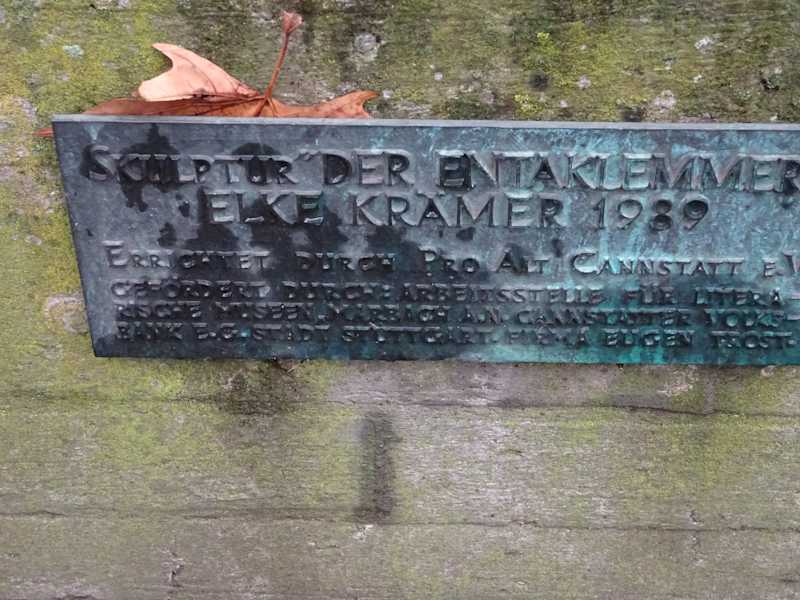 SKULPTUR "DER ENTAKLEMMER
ELKE KRÄMER 1989
ERRICHTET DURCH PRO ALT CANNSTATT E.V
GEFÖRDERT DURCH: ARBEITSSTELLE FÜR LITERA-
RISCHE MUSEEN, MARBACH A.N. CANNSTATTER VOLKS-
BANK E.G. STADT STUTTGART. FIRMA EUGEN TROST-